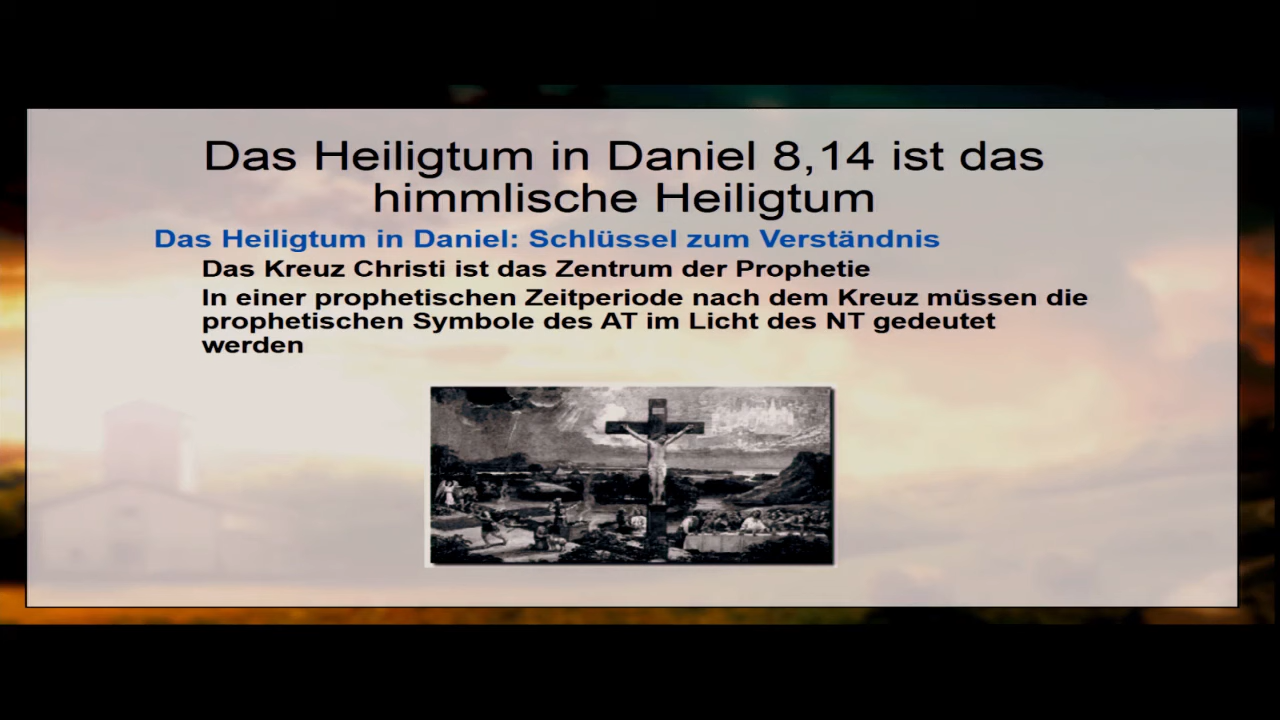 Das Heiligtum in Daniel 8,14 ist das
himmlische Heiligtum
Das Heiligtum in Daniel: Schlüssel zum Verständnis
Das Kreuz Christi ist das Zentrum der Prophetie
In einer prophetischen Zeitperiode nach dem Kreuz müssen die
prophetischen Symbole des AT im Licht des NT gedeutet
werden